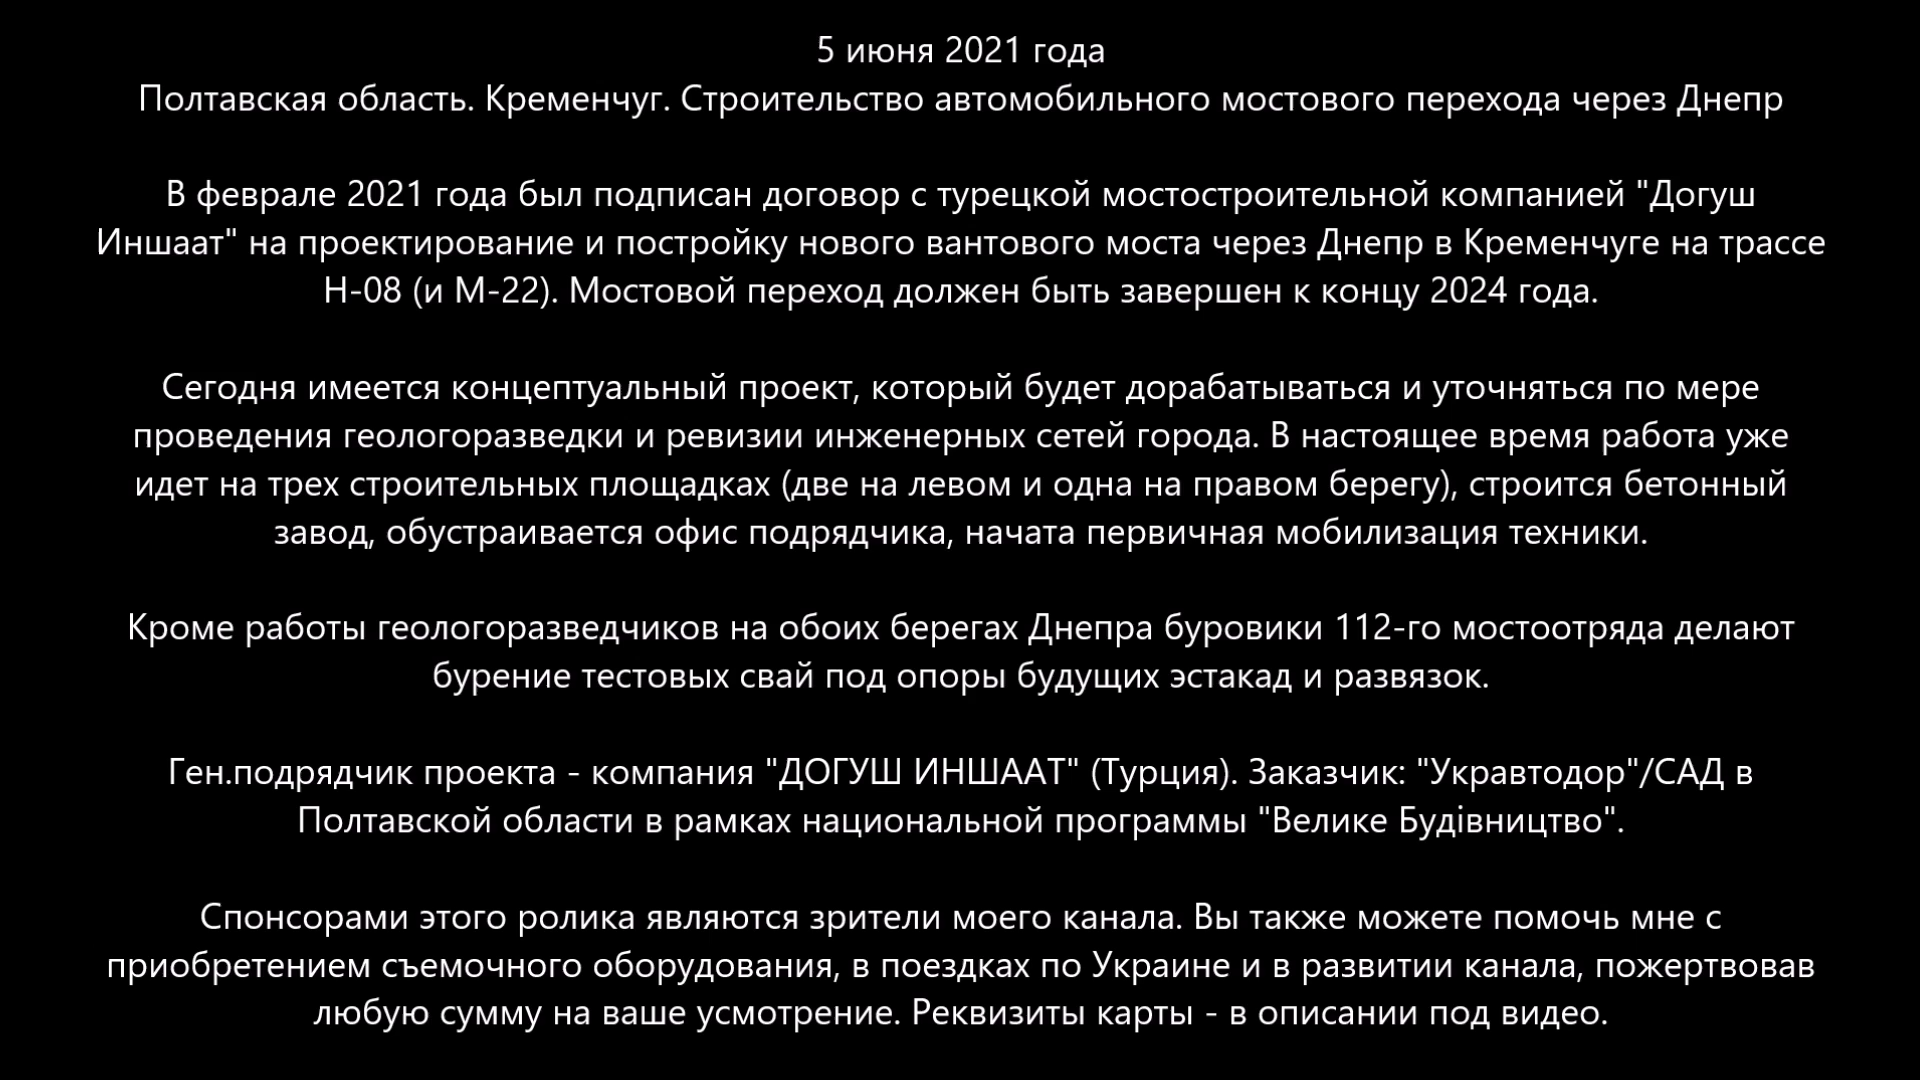 5 июня 2021 года
Полтавская область. Кременчуг. Строительство автомобильного мостового перехода через Днепр
В феврале 2021 года был подписан договор с турецкой мостостроительной компанией "Догуш
Иншаат" на проектирование и постройку нового вантового моста через Днепр в Кременчуге на трассе
Н-08 (и М-22). Мостовой переход должен быть завершен к концу 2024 года.
Сегодня имеется концептуальный проект, который будет дорабатываться и уточняться по мере
проведения геологоразведки и ревизии инженерных сетей города. В настоящее время работа уже
идет на трех строительных площадках (две на левом и одна на правом берегу), строится бетонный
завод, обустраивается офис подрядчика, начата первичная мобилизация техники.
Кроме работы геологоразведчиков на обоих берегах Днепра буровики 112-го мостоотряда делают
бурение тестовых свай под опоры будущих эстакад и развязок.
Ген.подрядчик проекта - компания "ДОГУШ ИНШААТ" (Турция). Заказчик: "Укравтодор"/САД в
Полтавской области в рамках национальной программы "Велике Будівництво".
Спонсорами этого ролика являются зрители моего канала. Вы также можете помочь мне с
приобретением съемочного оборудования, в поездках по Украине и в развитии канала, пожертвовав
любую сумму на ваше усмотрение. Реквизиты карты - в описании под видео.